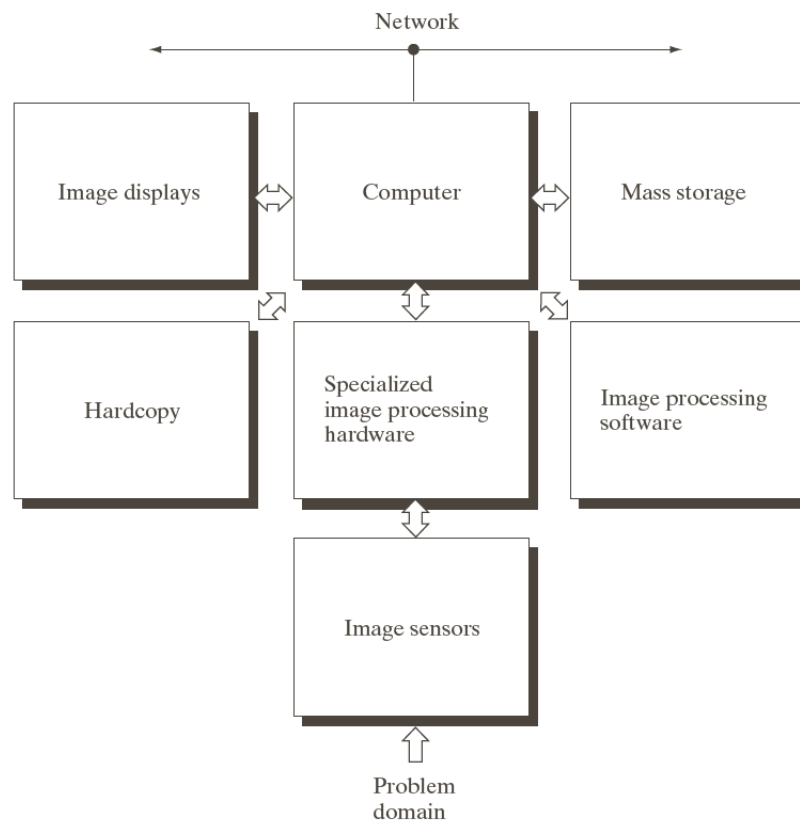 Network
Image displays
Computer
Mass storage
Hardcopy
Specialized
image processing
hardware
Image processing
software
Image sensors
Problem
domain